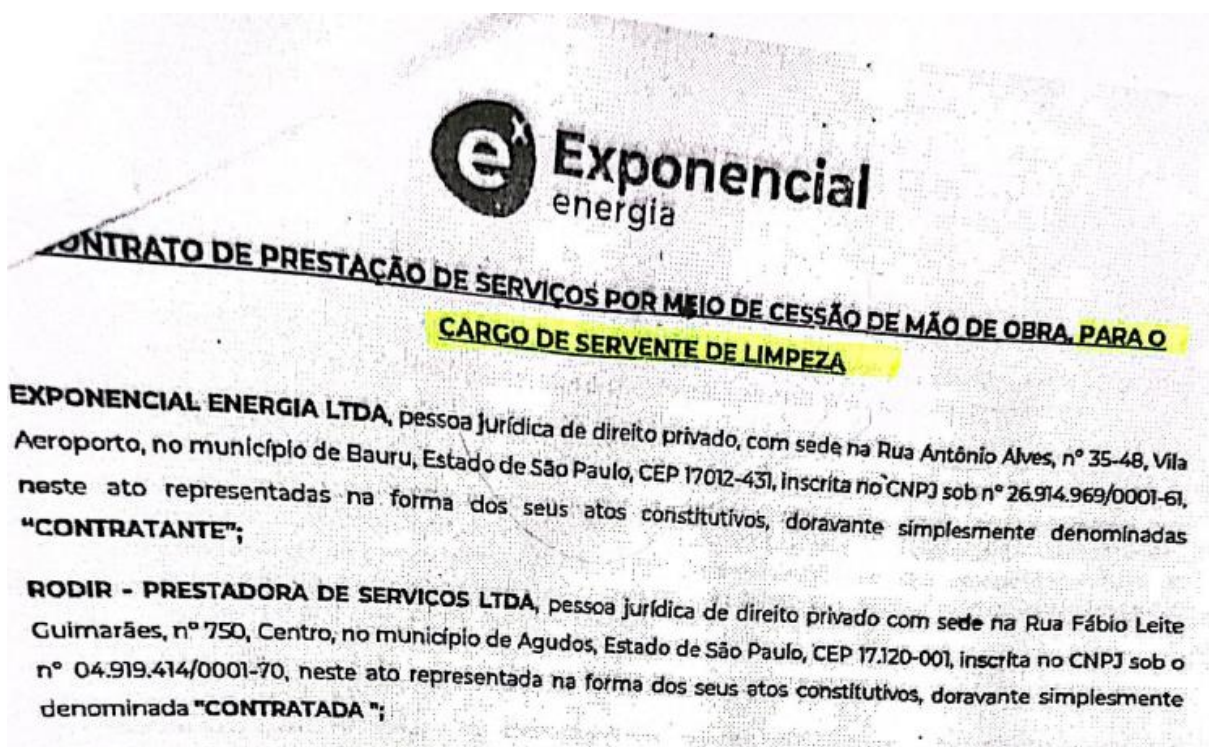 ex Exponencial
energia
ONTRATO DE PRESTAÇÃO DE SERVIÇOS POR MEIO DE CESSÃO DE MÃO DE OBRA, PARA O
CARGO DE SERVENTE DE LIMPEZA
EXPONENCIAL ENERGIA LTDA, pessoa jurídica de direito privado, com sede na Rua Antônio Alves, nº 35-48, Vila
Aeroporto, no município de Bauru, Estado de São Paulo, CEP 17012-431, inscrita no CNPJ sob nº 26.914.969/0001-61,
neste ato representadas na forma dos seus atos constitutivos, doravante simplesmente denominadas
"CONTRATANTE";
RODIR - PRESTADORA DE SERVICOS LTDA, pessoa jurídica de direito privado com sede na Rua Fábio Leite
Guimarães, nº 750, Centro, no município de Agudos, Estado de São Paulo, CEP 17.120-001, inscrita no CNPJ sob o
nº 04.919.414/0001-70, neste ato representada na forma dos seus atos constitutivos, doravante simplesmente
denominada "CONTRATADA ";